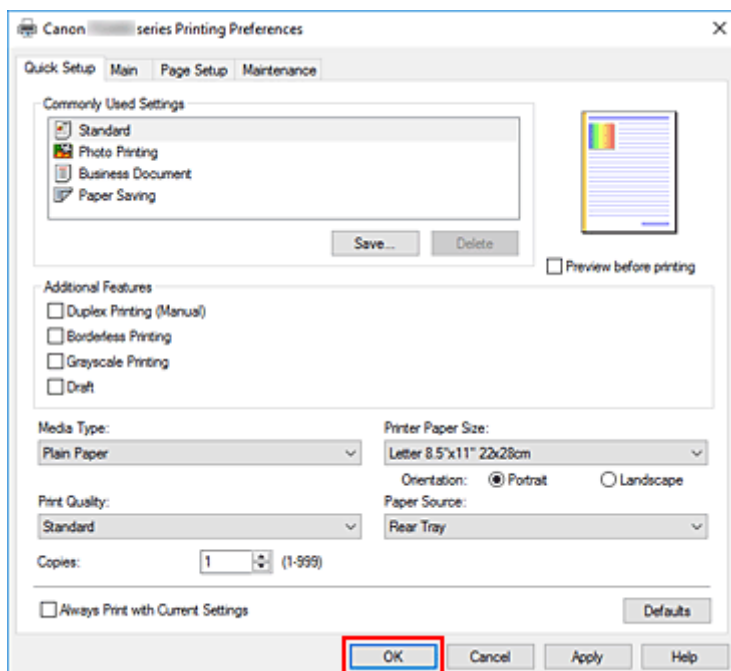 Canon series Printing Preferences
Quick Setup Main Page Setup Maintenance
Commonly Used Settings
Standard
Photo Printing
Business Document
Paper Saving
Save... Delete
Preview before printing
Additional Features
Duplex Printing (Manual)
Borderless Printing
Grayscale Printing
Draft
Media Type: Printer Paper Size:
Plain Paper Letter 8.5"x11" 22x28cm
Orientation: Portrait Landscape
Print Quality: Paper Source:
Standard Rear Tray
Copies: 1 (1-999)
Always Print with Current Settings Defaults
OK Cancel Apply Help